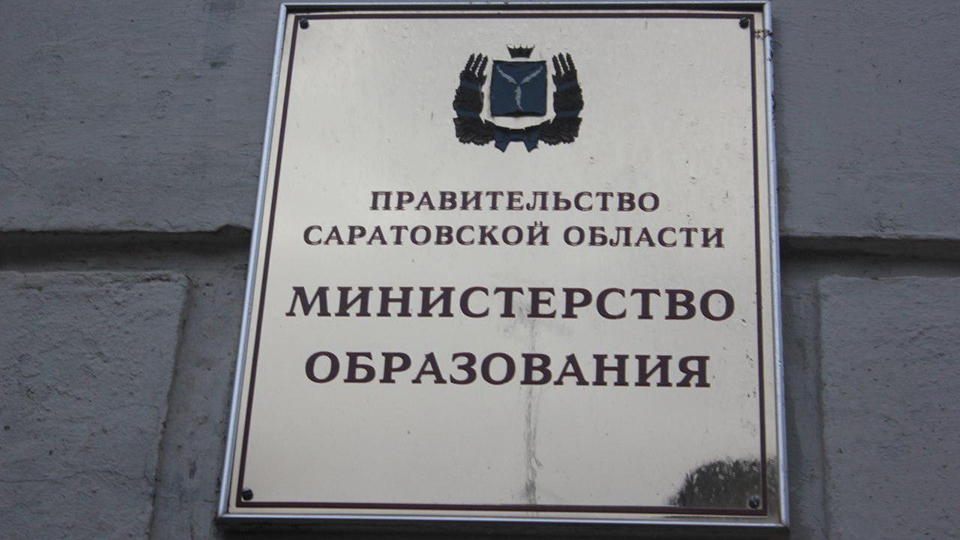 ПРАВИТЕЛЬСТВО
САРАТОВСКОЙ ОБЛАСТИ
МИНИСТЕРСТВО
ОБРАЗОВАНИЯ